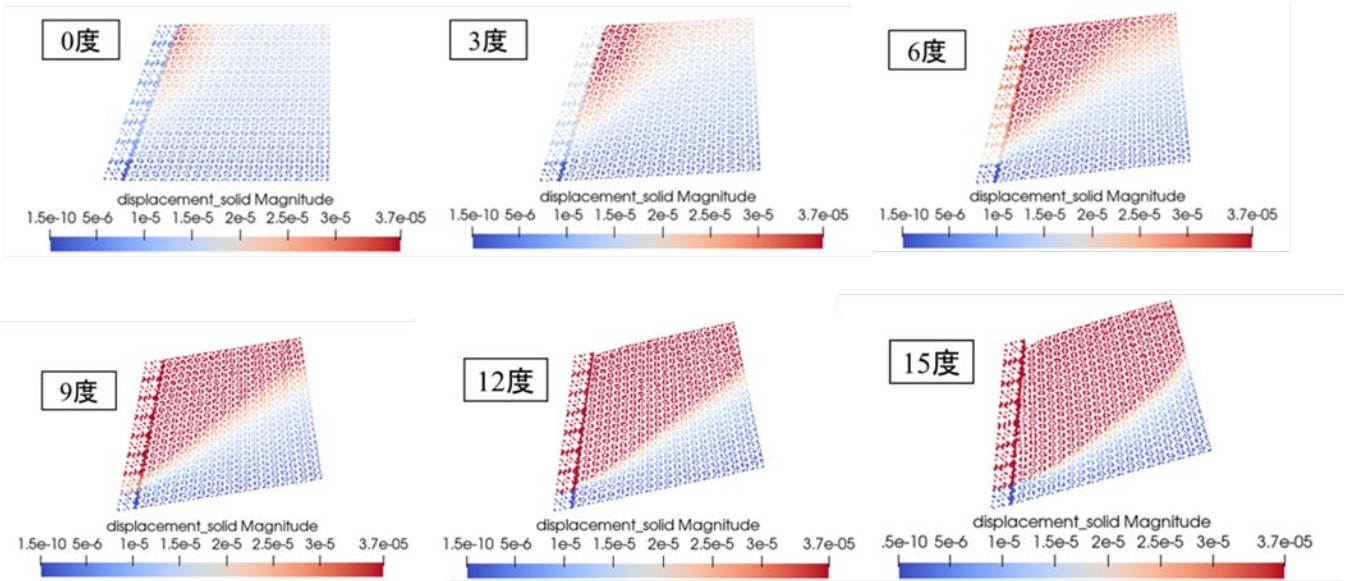 0度
displacement_solid Magnitude
1.5e-10 5e-6 1e-5 1.5e-5 2e-5 2.5e-5 3e-5 3.7e-05
3度
displacement_solid Magnitude
1.5e-10 5e-6 1e-5 1.5e-5 2e-5 2.5e-5 3e-5 3.7e-05
6度
displacement_solid Magnitude
1.5e-10 5e-6 1e-5 1.5e-5 2e-5 2.5e-5 3e-5 3.7e-05
9度
displacement_solid Magnitude
1.5e-10 5e-6 1e-5 1.5e-5 2e-5 2.5e-5 3e-5 3.7e-05
12度
displacement_solid Magnitude
1.5e-10 5e-6 1e-5 1.5e-5 2e-5 2.5e-5 3e-5 3.7e-05
15度
displacement_solid Magnitude
.5e-10 5e-6 1e-5 1.5e-5 2e-5 2.5e-5 3e-5 3.7e-05